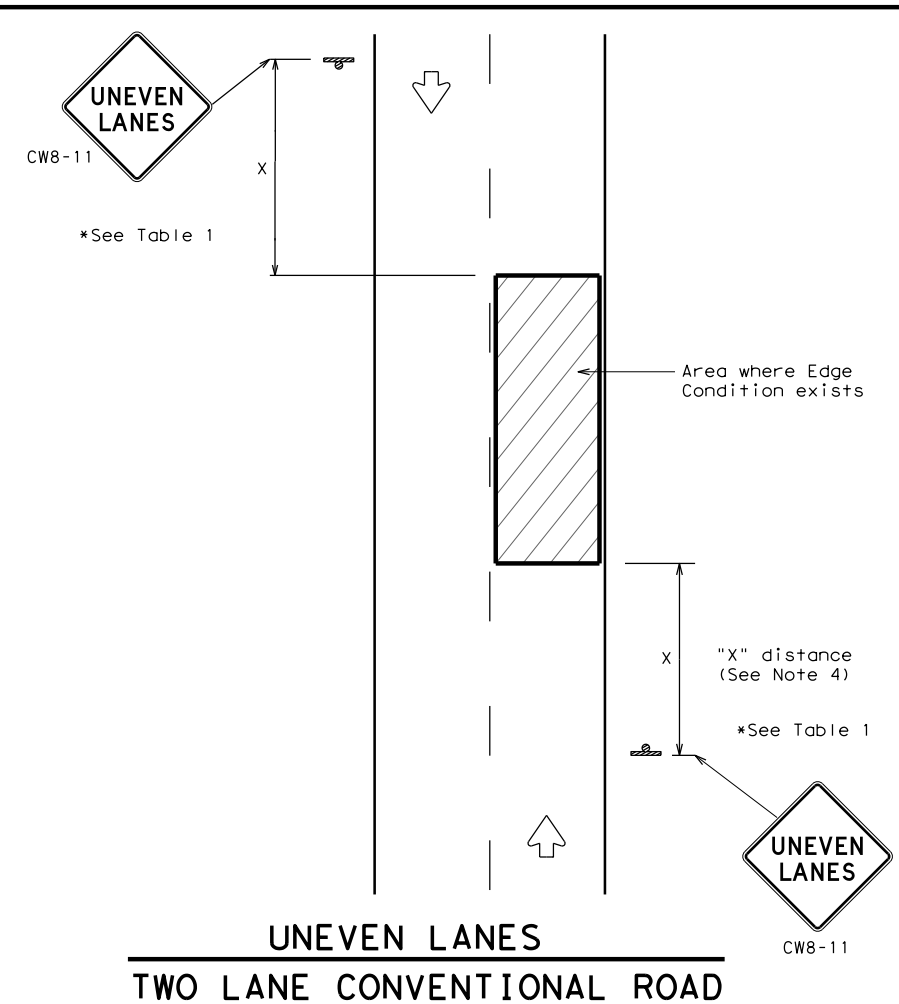 UNEVEN
LANES
CW8-11
X
*See Table 1
Area where Edge
Condition exists
X
"X" distance
(See Note 4)
*See Table 1
UNEVEN
LANES
CW8-11
UNEVEN LANES
TWO LANE CONVENTIONAL ROAD